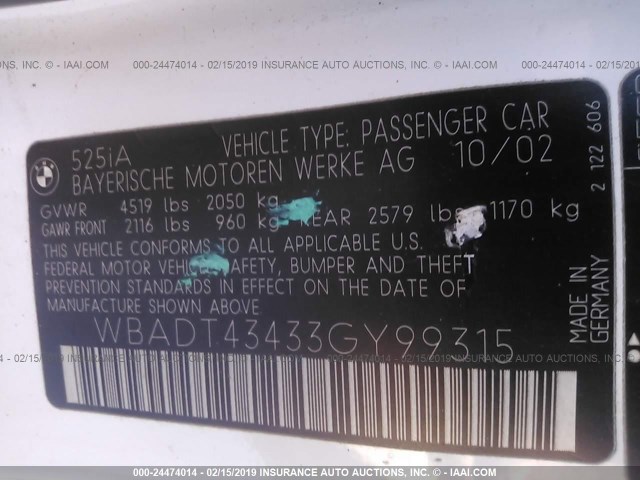 000-24474014 - 02/15/2019 INSURANCE AUTO AUCTIONS, INC. - © IAAI.COM
525iA VEHICLE TYPE: PASSENGER CAR
BAYERISCHE MOTOREN WERKE AG 10/02
GVWR 4519 lbs 2050 kg
GAWR FRONT 2116 lbs 960 kg REAR 2579 lbs 1170 kg
THIS VEHICLE CONFORMS TO ALL APPLICABLE U.S.
FEDERAL MOTOR VEHICLE SAFETY, BUMPER AND THEFT
PREVENTION STANDARDS IN EFFECT ON THE DATE OF
MANUFACTURE SHOWN ABOVE
WBADT43433GY99315
MADE IN
GERMANY
2 122 606
000-24474014 - 02/15/2019 INSURANCE AUTO AUCTIONS, INC. - © IAAI.COM